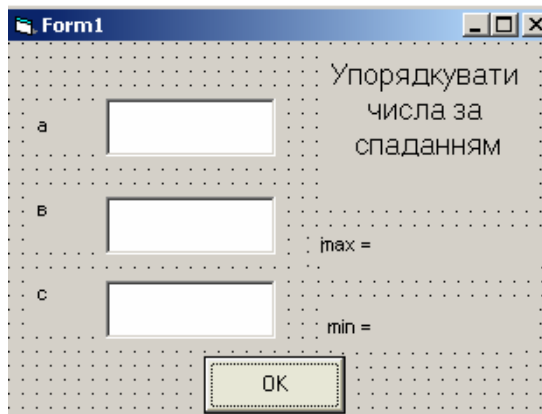 Form1
Упорядкувати
числа за
спаданням
а
в
с
max =
min =
OK